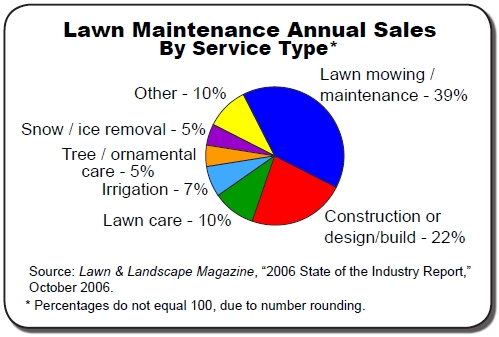 Lawn Maintenance Annual Sales
By Service Type*
Lawn mowing /
maintenance - 39%
Other - 10%
Snow / ice removal - 5%
Tree / ornamental
care - 5%
Irrigation - 7%
Lawn care - 10%
Construction or
design/build - 22%
Source: Lawn & Landscape Magazine, “2006 State of the Industry Report,”
October 2006.
* Percentages do not equal 100, due to number rounding.